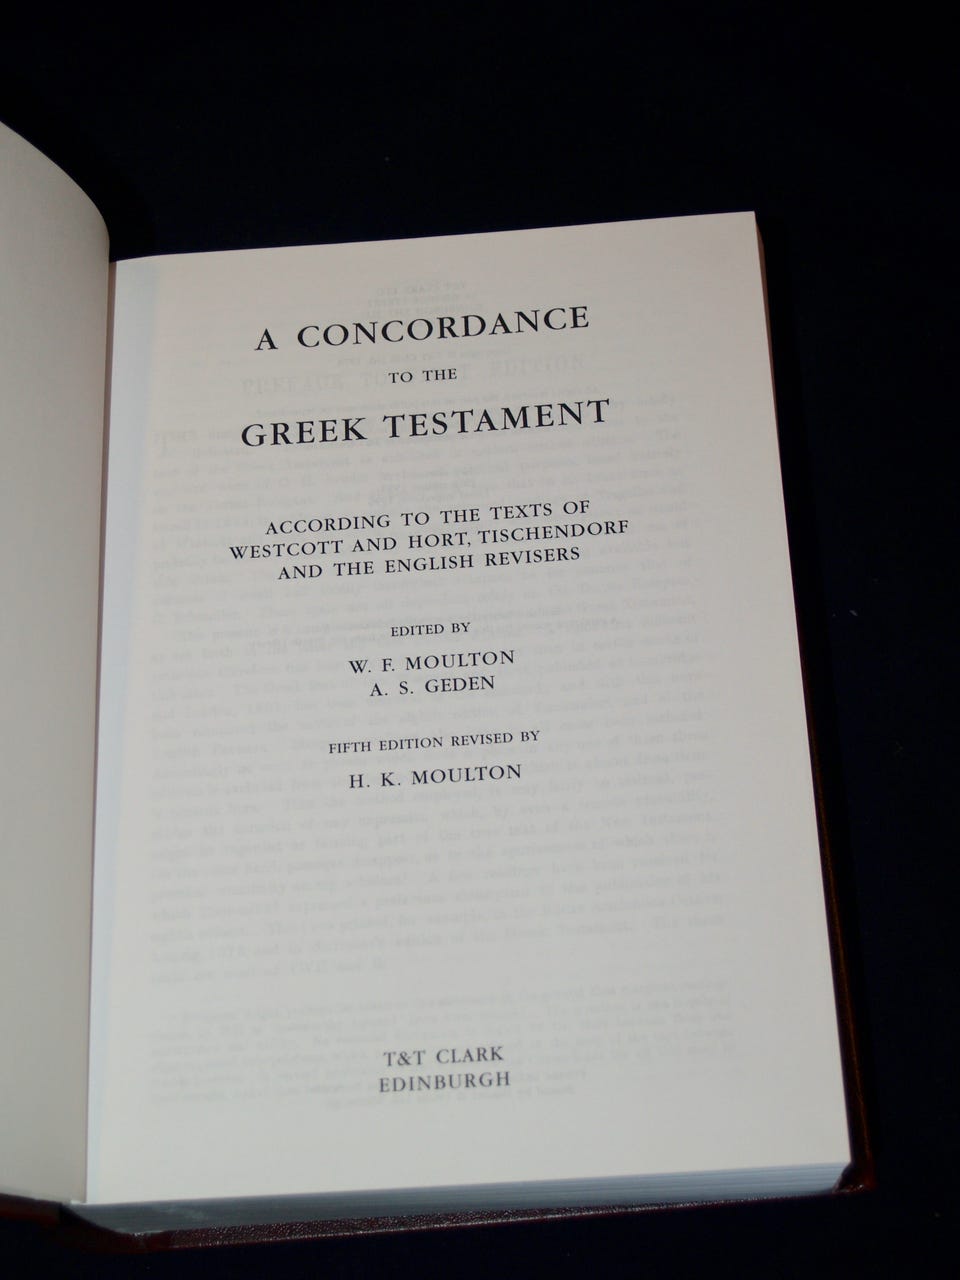 A CONCORDANCE
TO THE
GREEK TESTAMENT
ACCORDING TO THE TEXTS OF
WESTCOTT AND HORT, TISCHENDORF
AND THE ENGLISH REVISERS
EDITED BY
W. F. MOULTON
A. S. GEDEN
FIFTH EDITION REVISED BY
H. K. MOULTON
T&T CLARK
EDINBURGH